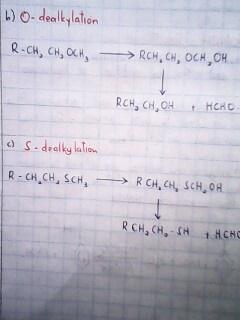 b) O-dealkylation
R-CH₂ CH₂ OCH₃ → RCH₂ CH₂ OCH₂ OH
↓
RCH₂ CH₂ OH + HCHO
c) S-dealkylation
R-CH₂ CH₂ SCH₃ → R CH₂ CH₂ SCH₂ OH
↓
R CH₂ CH₂-SH + HCHO